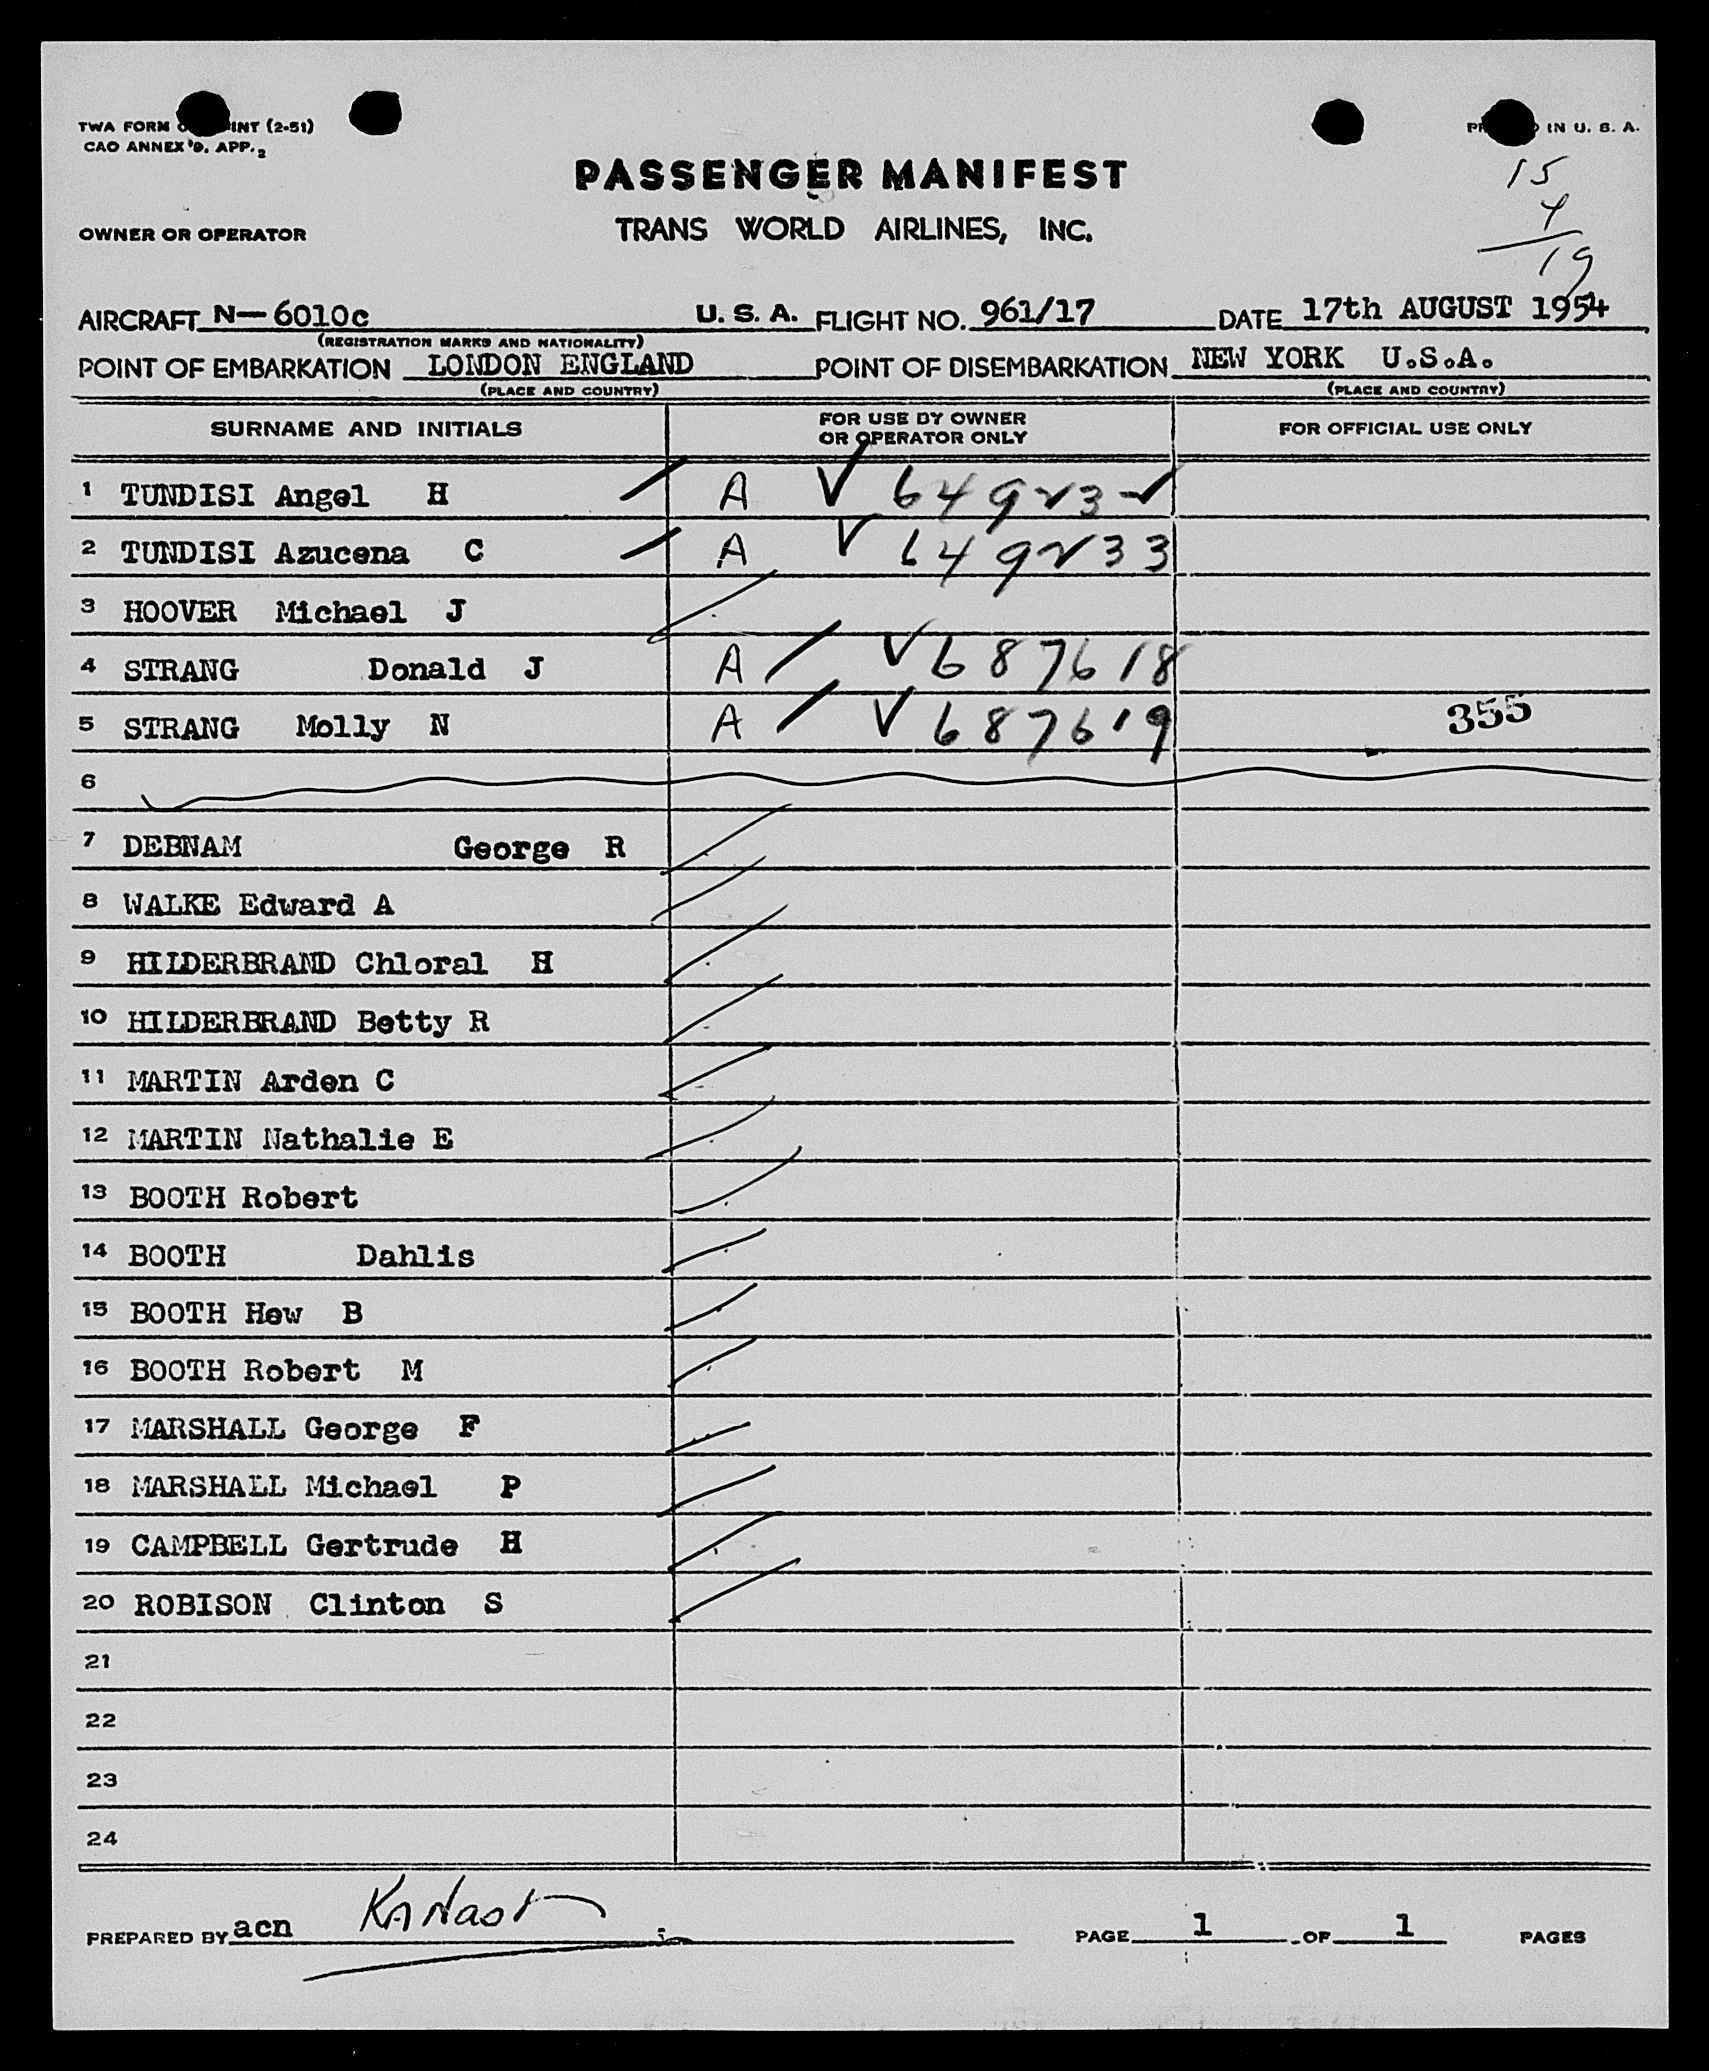 TWA FORM INT (2-51)
CAO ANNEX 9. APP. 2
IN U. S. A.
PASSENGER MANIFEST
15
4
19
OWNER OR OPERATOR
TRANS WORLD AIRLINES, INC.
AIRCRAFT N-6010c U. S. A. FLIGHT NO. 961/17 DATE 17th AUGUST 1954
(REGISTRATION MARKS AND NATIONALITY)
POINT OF EMBARKATION LONDON ENGLAND POINT OF DISEMBARKATION NEW YORK U.S.A.
(PLACE AND COUNTRY) (PLACE AND COUNTRY)
SURNAME AND INITIALS FOR USE BY OWNER OR OPERATOR ONLY FOR OFFICIAL USE ONLY
1 TUNDISI Angel H A ✓ 649232
2 TUNDISI Azucena C A ✓ 649233
3 HOOVER Michael J
4 STRANG Donald J A / ✓ 687618
5 STRANG Molly N A / ✓ 687619 355
6
7 DEBNAM George R
8 WALKE Edward A
9 HILDERBRAND Chloral H
10 HILDERBRAND Betty R
11 MARTIN Arden C
12 MARTIN Nathalie E
13 BOOTH Robert
14 BOOTH Dahlis
15 BOOTH Hew B
16 BOOTH Robert M
17 MARSHALL George F
18 MARSHALL Michael P
19 CAMPBELL Gertrude H
20 ROBISON Clinton S
21
22
23
24
PREPARED BY acn PAGE 1 OF 1 PAGES